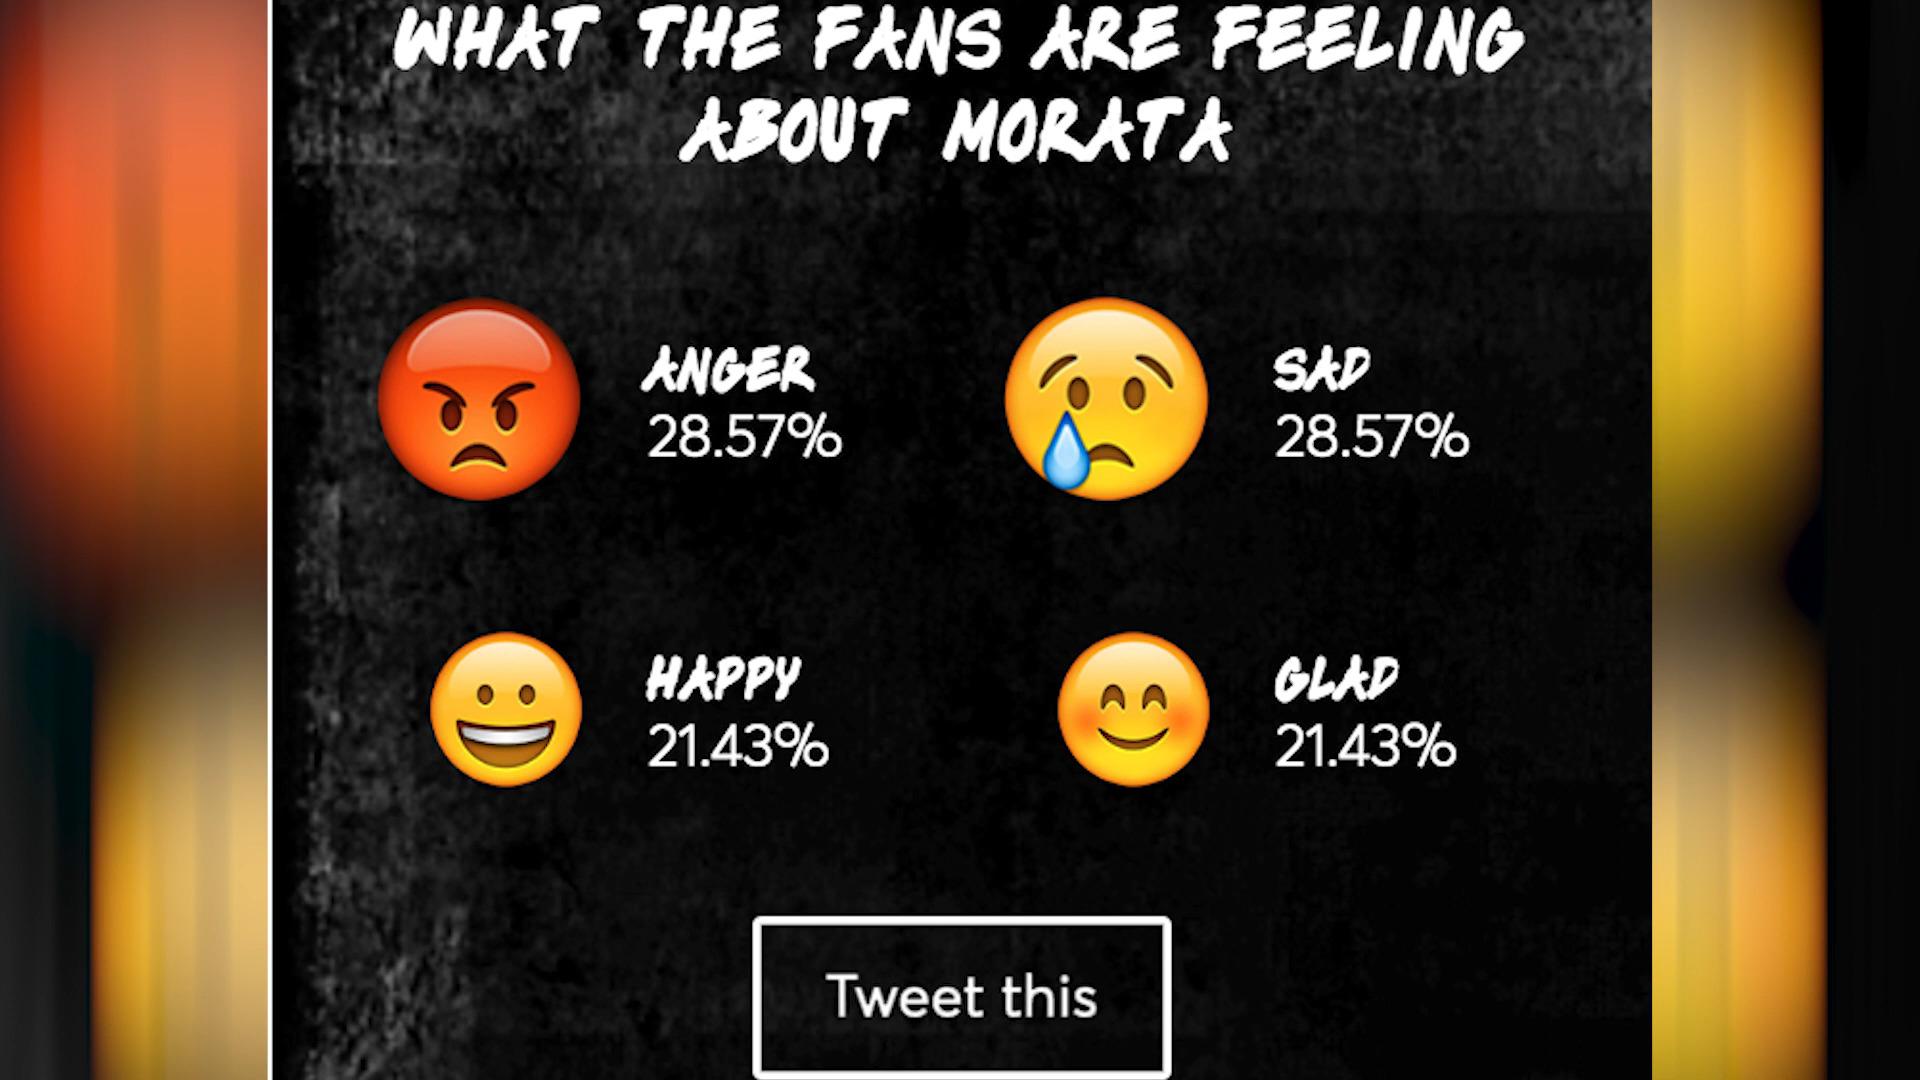 WHAT THE FANS ARE FEELING
ABOUT MORATA
ANGER
28.57%
SAD
28.57%
HAPPY
21.43%
GLAD
21.43%
Tweet this